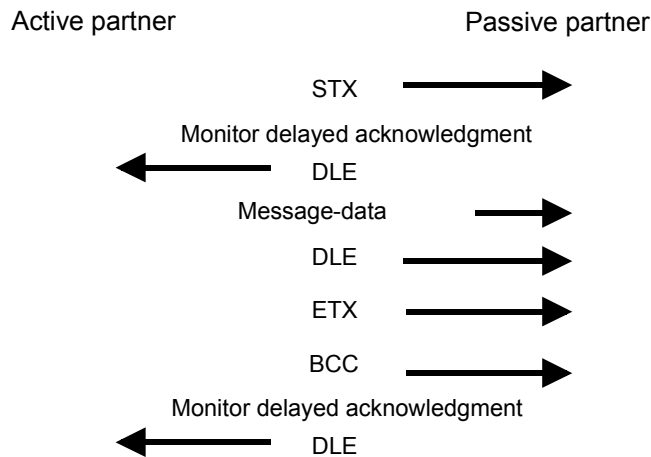 Active partner Passive partner
STX
Monitor delayed acknowledgment
DLE
Message-data
DLE
ETX
BCC
Monitor delayed acknowledgment
DLE